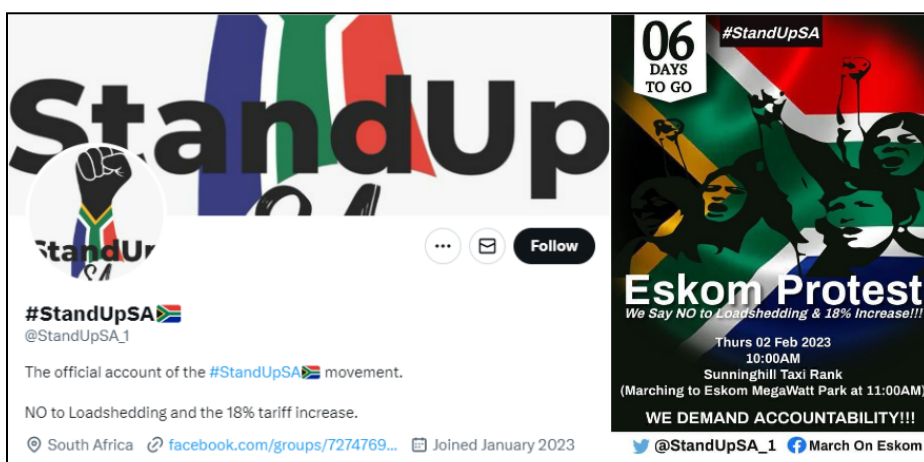 StandUp
SA
StandUp
SA
Follow
#StandUpSA
@StandUpSA_1
The official account of the #StandUpSA movement.
NO to Loadshedding and the 18% tariff increase.
South Africa facebook.com/groups/7274769... Joined January 2023
06
DAYS
TO GO
#StandUpSA
Eskom Protest
We Say NO to Loadshedding & 18% Increase!!!
Thurs 02 Feb 2023
10:00AM
Sunninghill Taxi Rank
(Marching to Eskom MegaWatt Park at 11:00AM)
WE DEMAND ACCOUNTABILITY!!!
@StandUpSA_1 March On Eskom